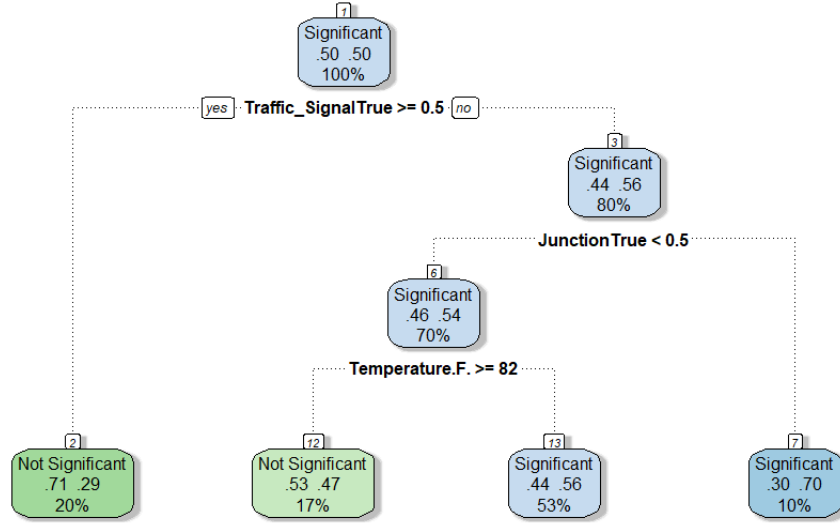 1
Significant
.50 .50
100%
yes Traffic_SignalTrue >= 0.5 no
3
Significant
.44 .56
80%
JunctionTrue < 0.5
6
Significant
.46 .54
70%
Temperature.F. >= 82
2
Not Significant
.71 .29
20%
12
Not Significant
.53 .47
17%
13
Significant
.44 .56
53%
7
Significant
.30 .70
10%